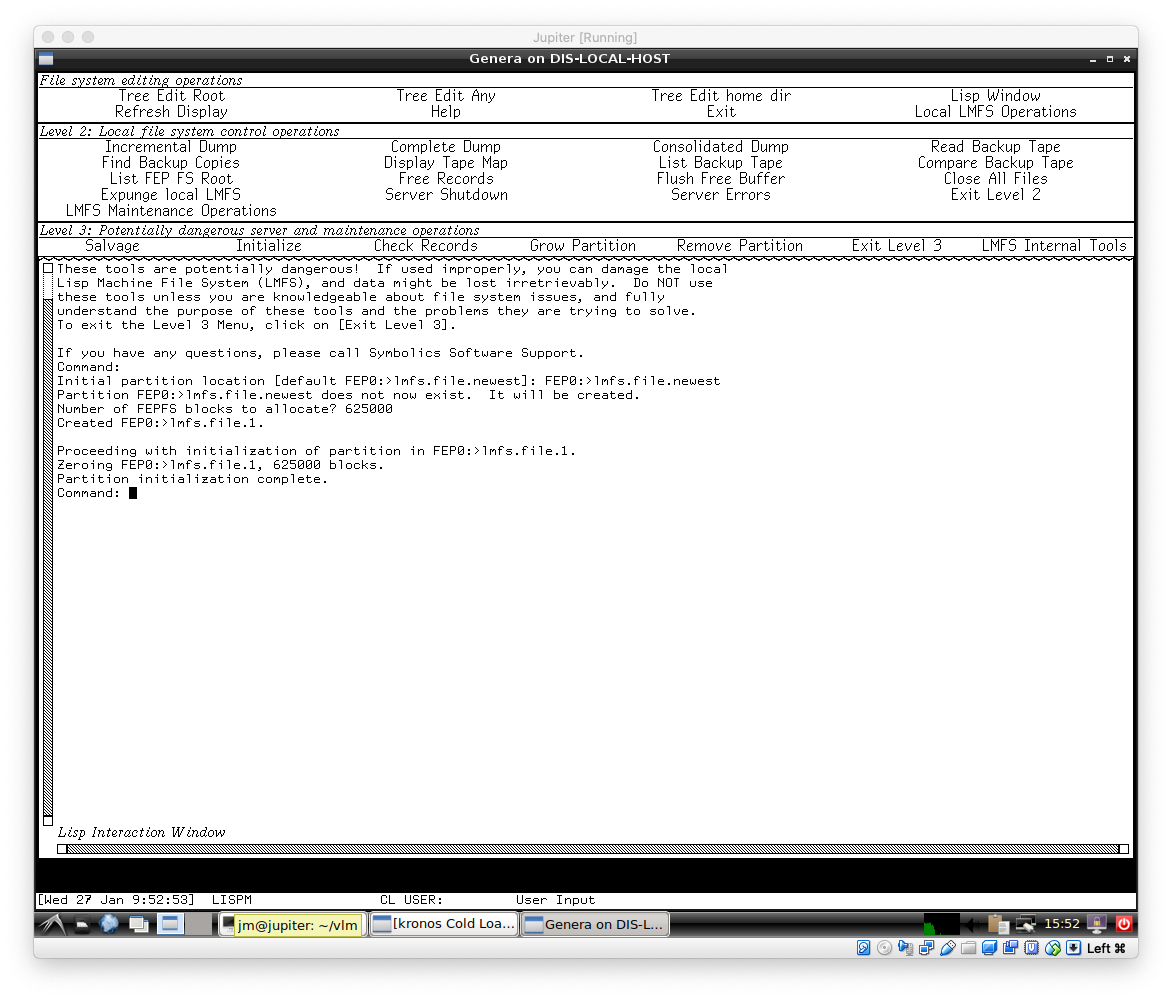 Jupiter [Running]
Genera on DIS-LOCAL-HOST
File system editing operations
Tree Edit Root Tree Edit Any Tree Edit home dir Lisp Window
Refresh Display Help Exit Local LMFS Operations
Level 2: Local file system control operations
Incremental Dump Complete Dump Consolidated Dump Read Backup Tape
Find Backup Copies Display Tape Map List Backup Tape Compare Backup Tape
List FEP FS Root Free Records Flush Free Buffer Close All Files
Expunge local LMFS Server Shutdown Server Errors Exit Level 2
LMFS Maintenance Operations
Level 3: Potentially dangerous server and maintenance operations
Salvage Initialize Check Records Grow Partition Remove Partition Exit Level 3 LMFS Internal Tools
These tools are potentially dangerous! If used improperly, you can damage the local
Lisp Machine File System (LMFS), and data might be lost irretrievably. Do NOT use
these tools unless you are knowledgeable about file system issues, and fully
understand the purpose of these tools and the problems they are trying to solve.
To exit the Level 3 Menu, click on [Exit Level 3].
If you have any questions, please call Symbolics Software Support.
Command:
Initial partition location [default FEP0:>lmfs.file.newest]: FEP0:>lmfs.file.newest
Partition FEP0:>lmfs.file.newest does not now exist. It will be created.
Number of FEPFS blocks to allocate? 625000
Created FEP0:>lmfs.file.1.
Proceeding with initialization of partition in FEP0:>lmfs.file.1.
Zeroing FEP0:>lmfs.file.1, 625000 blocks.
Partition initialization complete.
Command:
Lisp Interaction Window
[Wed 27 Jan 9:52:53] LISPM CL USER: User Input
jm@jupiter: ~/vlm [kronos Cold Loa... Genera on DIS-L... 15:52
Left ⌘